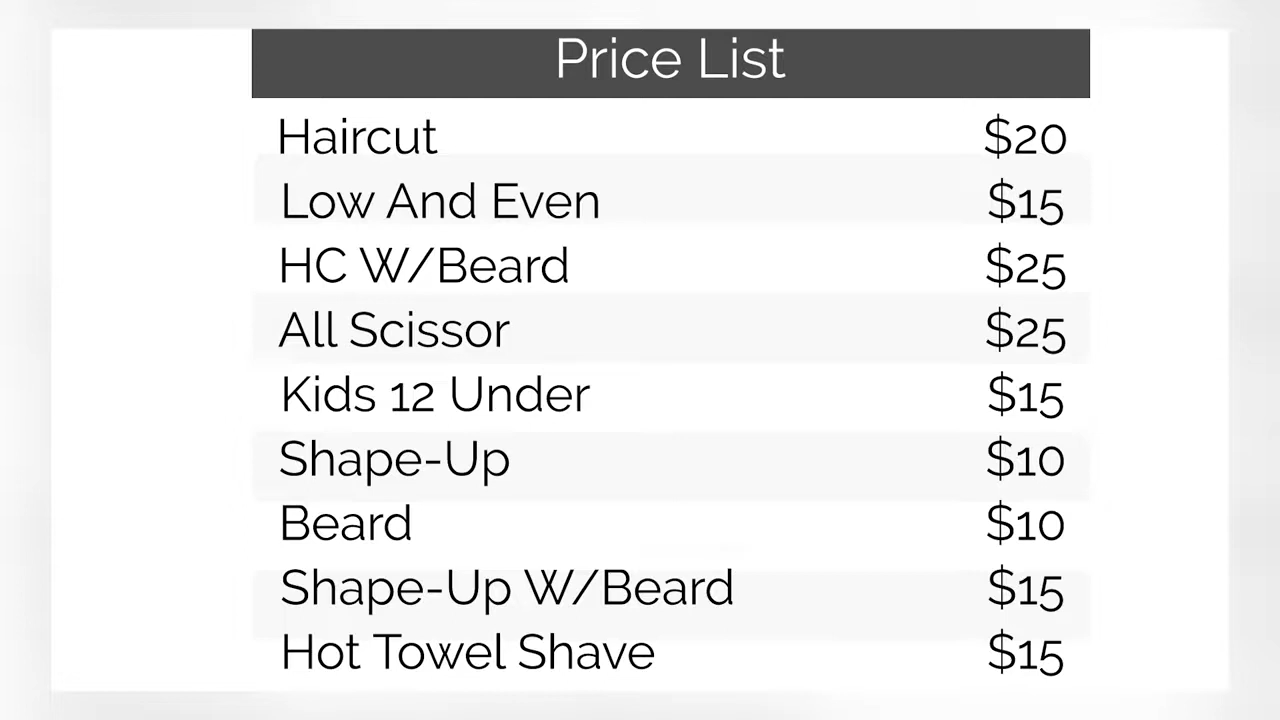 Price List
Haircut $20
Low And Even $15
HC W/Beard $25
All Scissor $25
Kids 12 Under $15
Shape-Up $10
Beard $10
Shape-Up W/Beard $15
Hot Towel Shave $15